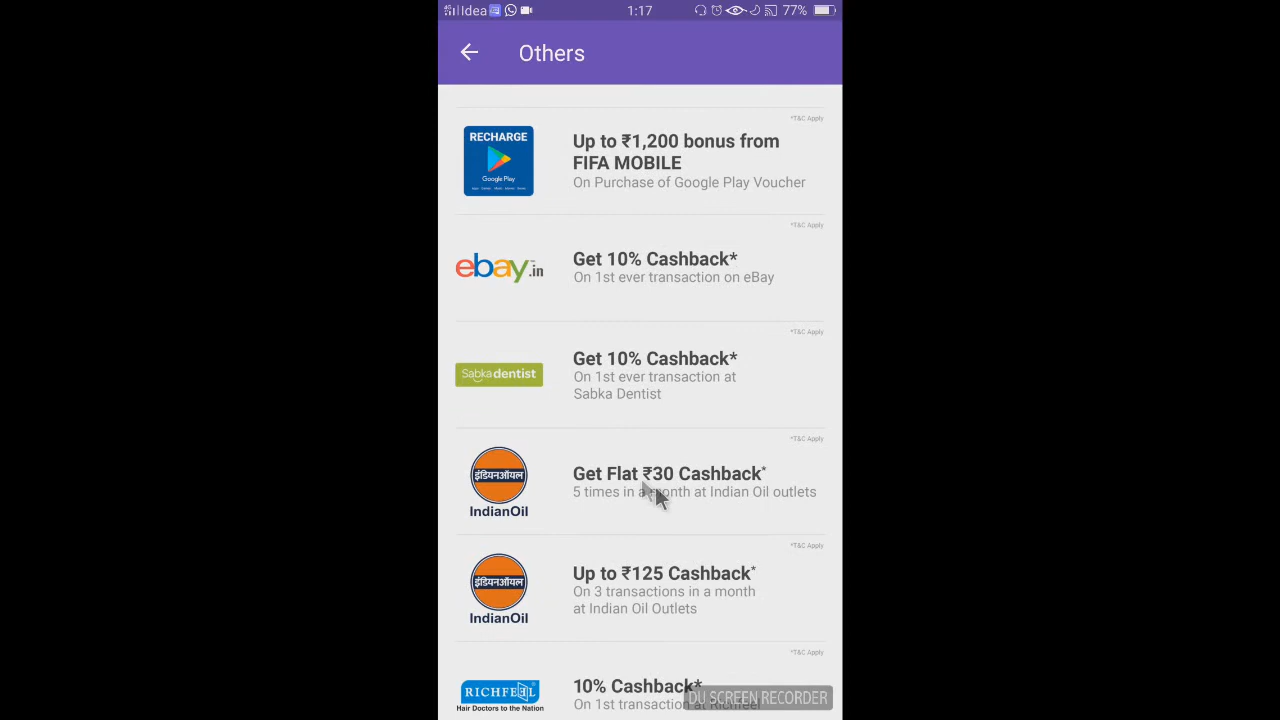 Idea 1:17 77%
Others
*T&C Apply
RECHARGE
Google Play
Up to ₹1,200 bonus from
FIFA MOBILE
On Purchase of Google Play Voucher
*T&C Apply
ebay.in
Get 10% Cashback*
On 1st ever transaction on eBay
*T&C Apply
Sabka dentist
Get 10% Cashback*
On 1st ever transaction at
Sabka Dentist
*T&C Apply
इंडियनऑयल
IndianOil
Get Flat ₹30 Cashback*
5 times in a month at Indian Oil outlets
*T&C Apply
इंडियनऑयल
IndianOil
Up to ₹125 Cashback*
On 3 transactions in a month
at Indian Oil Outlets
*T&C Apply
RICHFEEL
Hair Doctors to the Nation
10% Cashback*
On 1st transaction at Richfeel
DU SCREEN RECORDER